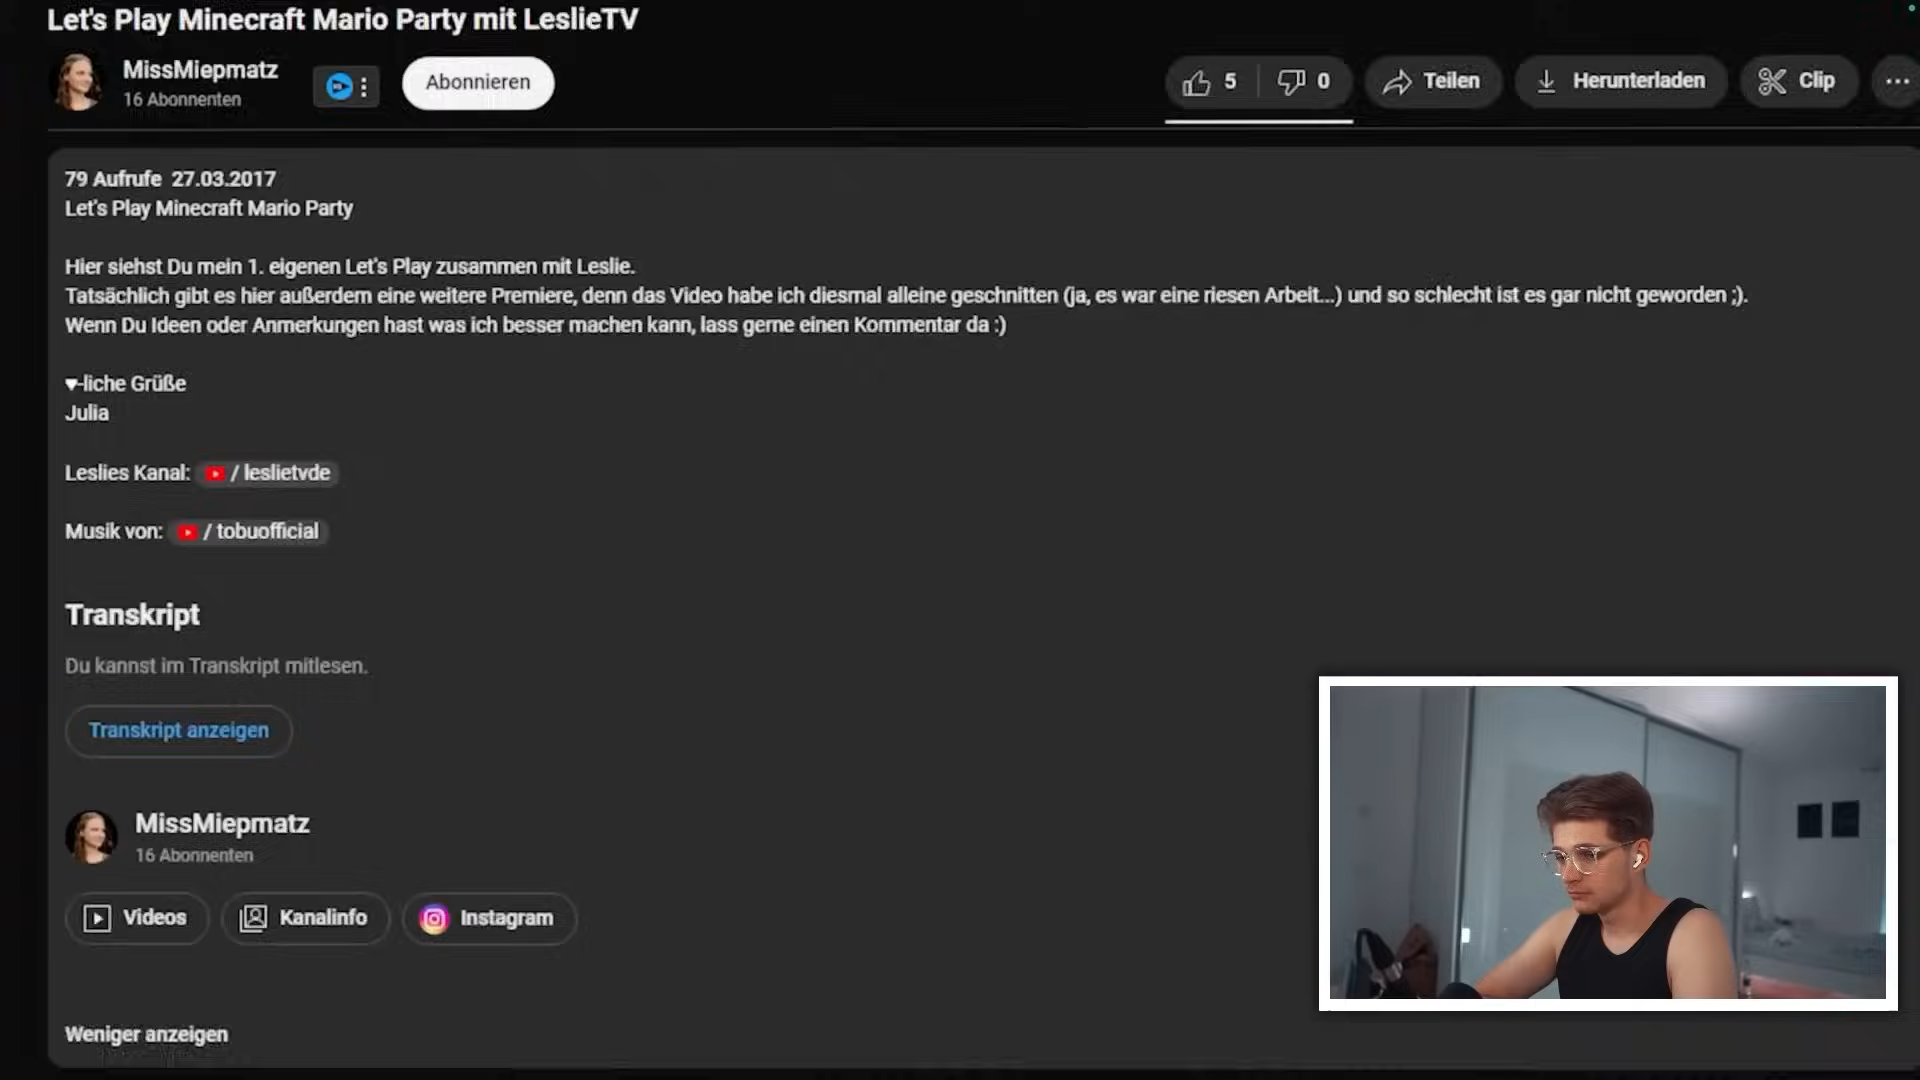 Let's Play Minecraft Mario Party mit LeslieTV
MissMiepmatz
16 Abonnenten
Abonnieren
5
0
Teilen
Herunterladen
Clip
79 Aufrufe 27.03.2017
Let's Play Minecraft Mario Party
Hier siehst Du mein 1. eigenen Let's Play zusammen mit Leslie.
Tatsächlich gibt es hier außerdem eine weitere Premiere, denn das Video habe ich diesmal alleine geschnitten (ja, es war eine riesen Arbeit...) und so schlecht ist es gar nicht geworden ;).
Wenn Du Ideen oder Anmerkungen hast was ich besser machen kann, lass gerne einen Kommentar da :)
♥-liche Grüße
Julia
Leslies Kanal: / leslietvde
Musik von: / tobuofficial
Transkript
Du kannst im Transkript mitlesen.
Transkript anzeigen
MissMiepmatz
16 Abonnenten
Videos
Kanalinfo
Instagram
Weniger anzeigen